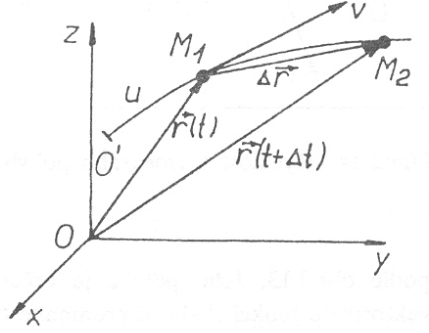 z
M₁
v
Δr⃗
M₂
u
r⃗(t)
r⃗(t+Δt)
O'
O
y
x